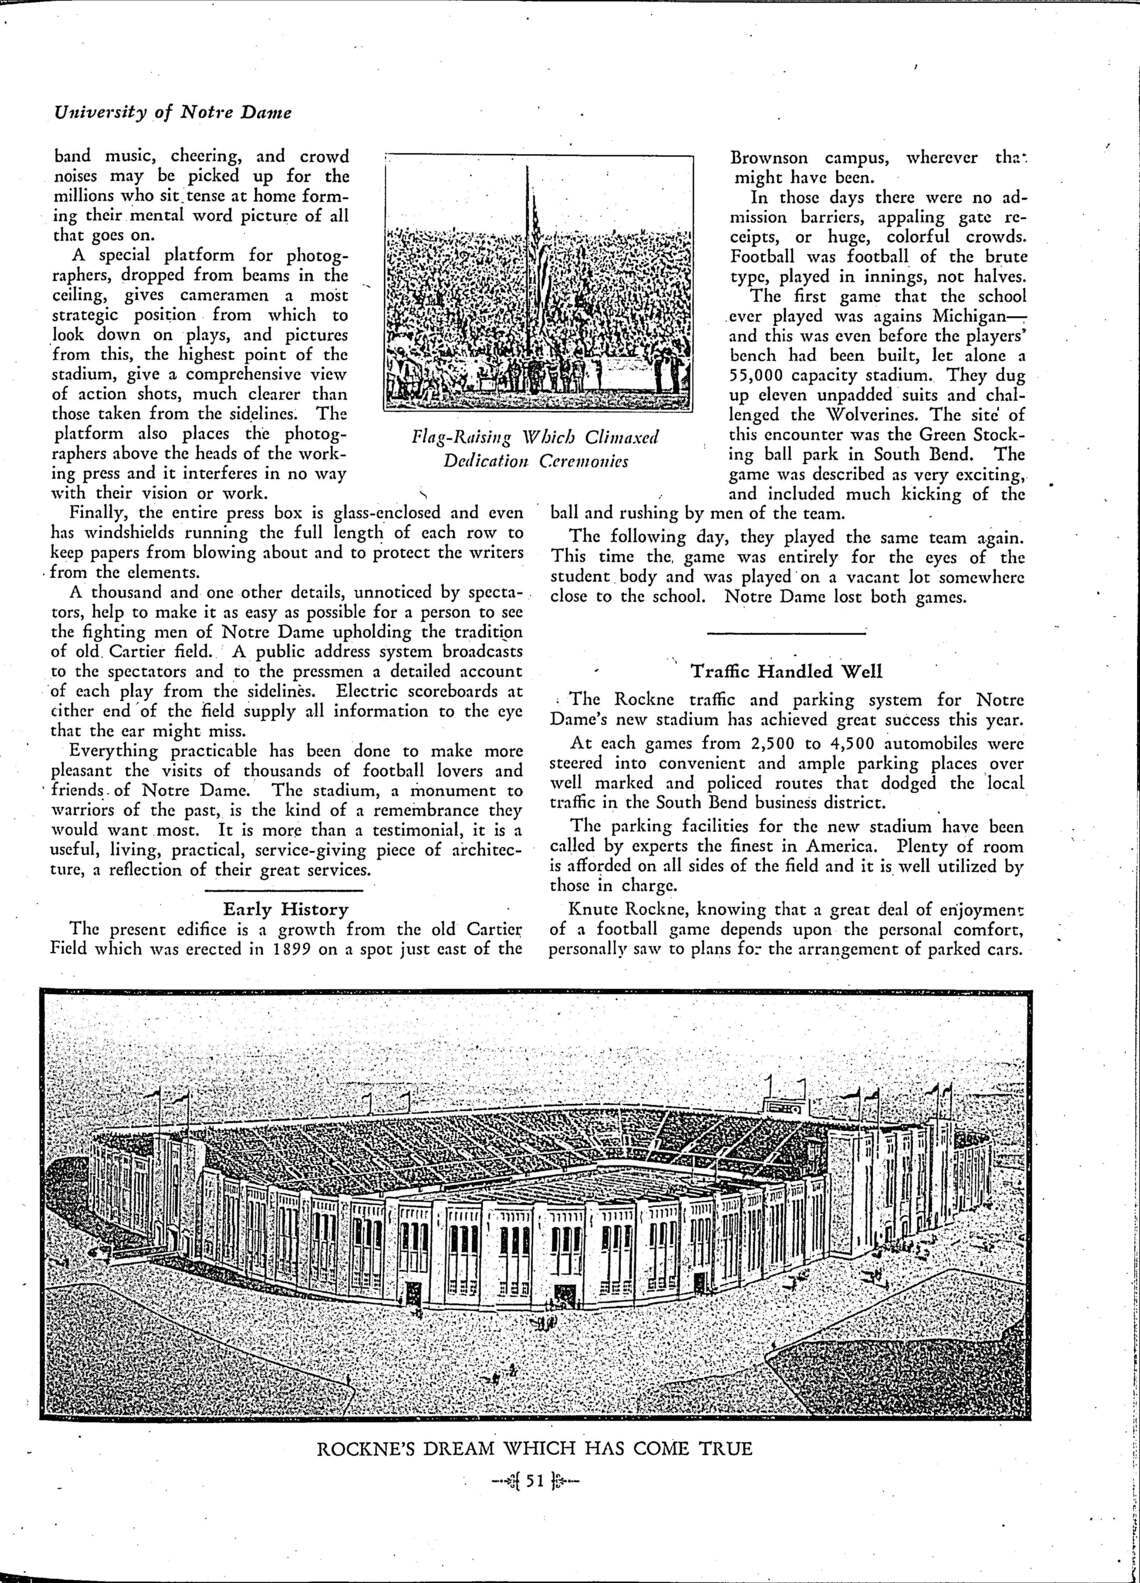 University of Notre Dame
band music, cheering, and crowd
noises may be picked up for the
millions who sit tense at home form-
ing their mental word picture of all
that goes on.
A special platform for photog-
raphers, dropped from beams in the
ceiling, gives cameramen a most
strategic position from which to
look down on plays, and pictures
from this, the highest point of the
stadium, give a comprehensive view
of action shots, much clearer than
those taken from the sidelines. The
platform also places the photog-
raphers above the heads of the work-
ing press and it interferes in no way
with their vision or work.
Finally, the entire press box is glass-enclosed and even
has windshields running the full length of each row to
keep papers from blowing about and to protect the writers
from the elements.
A thousand and one other details, unnoticed by specta-
tors, help to make it as easy as possible for a person to see
the fighting men of Notre Dame upholding the tradition
of old Cartier field. A public address system broadcasts
to the spectators and to the pressmen a detailed account
of each play from the sidelines. Electric scoreboards at
either end of the field supply all information to the eye
that the ear might miss.
Everything practicable has been done to make more
pleasant the visits of thousands of football lovers and
friends of Notre Dame. The stadium, a monument to
warriors of the past, is the kind of a remembrance they
would want most. It is more than a testimonial, it is a
useful, living, practical, service-giving piece of architec-
ture, a reflection of their great services.
Early History
The present edifice is a growth from the old Cartier
Field which was erected in 1899 on a spot just east of the
Flag-Raising Which Climaxed
Dedication Ceremonies
Brownson campus, wherever that
might have been.
In those days there were no ad-
mission barriers, appaling gate re-
ceipts, or huge, colorful crowds.
Football was football of the brute
type, played in innings, not halves.
The first game that the school
ever played was agains Michigan—
and this was even before the players'
bench had been built, let alone a
55,000 capacity stadium. They dug
up eleven unpadded suits and chal-
lenged the Wolverines. The site of
this encounter was the Green Stock-
ing ball park in South Bend. The
game was described as very exciting,
and included much kicking of the
ball and rushing by men of the team.
The following day, they played the same team again.
This time the game was entirely for the eyes of the
student body and was played on a vacant lot somewhere
close to the school. Notre Dame lost both games.
Traffic Handled Well
The Rockne traffic and parking system for Notre
Dame's new stadium has achieved great success this year.
At each games from 2,500 to 4,500 automobiles were
steered into convenient and ample parking places over
well marked and policed routes that dodged the local
traffic in the South Bend business district.
The parking facilities for the new stadium have been
called by experts the finest in America. Plenty of room
is afforded on all sides of the field and it is well utilized by
those in charge.
Knute Rockne, knowing that a great deal of enjoyment
of a football game depends upon the personal comfort,
personally saw to plans for the arrangement of parked cars.
ROCKNE'S DREAM WHICH HAS COME TRUE
51